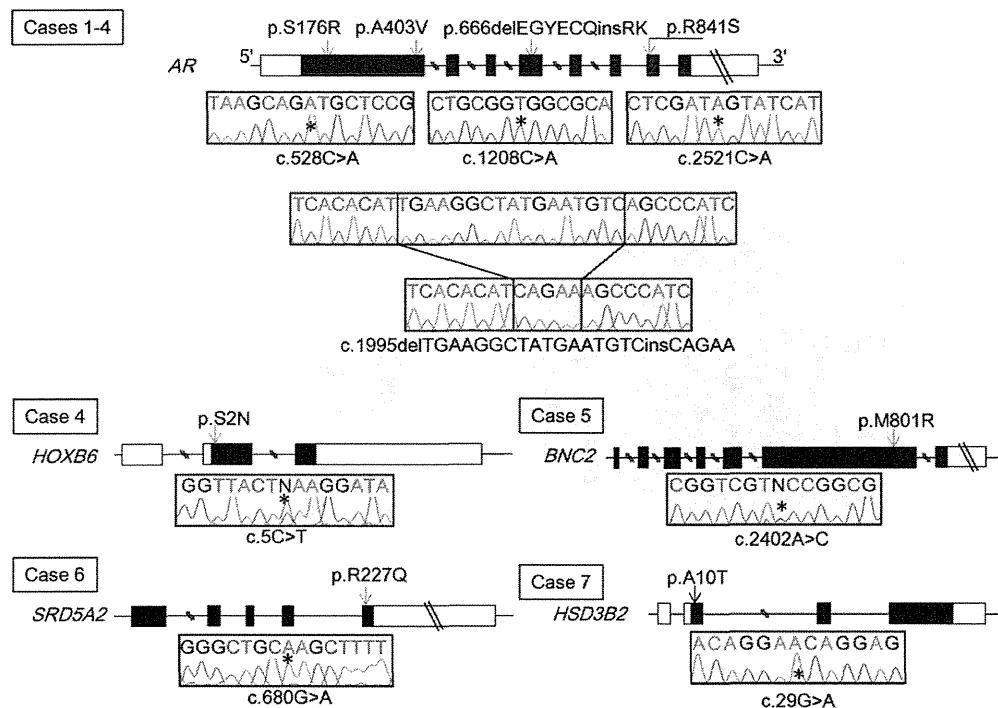 Cases 1-4
p.S176R p.A403V p.666delEGYECQinsRK p.R841S
AR 5' 3'
TAAGCAGATGCTCCG CTGCGGTGGCGCA CTCGATAGTATCAT
* * *
c.528C>A c.1208C>A c.2521C>A
TCACACATTGAAGGCTATGAATGTCAGCCCATC
TCACACATCAGAAAGCCCATC
c.1995delTGAAGGCTATGAATGTCinsCAGAA
Case 4
p.S2N
HOXB6
GGTTACTNAAGGATA
*
c.5C>T
Case 5
p.M801R
BNC2
CGGTCGTNCCGGCG
*
c.2402A>C
Case 6
p.R227Q
SRD5A2
GGGCTGCAAGCTTTT
*
c.680G>A
Case 7
p.A10T
HSD3B2
ACAGGAACAGGAG
*
c.29G>A